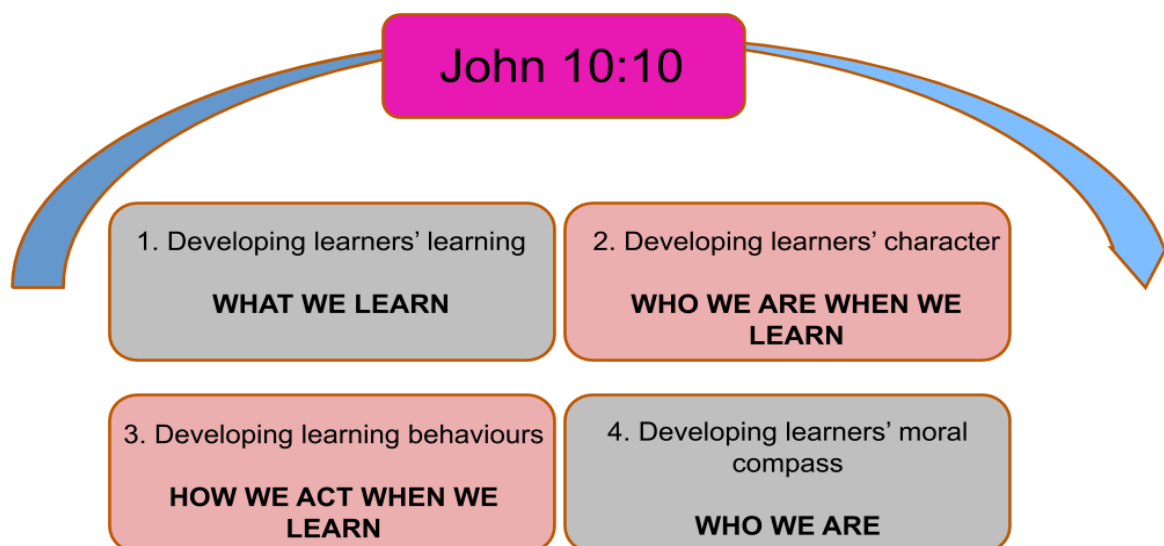 John 10:10
1. Developing learners’ learning
WHAT WE LEARN
2. Developing learners’ character
WHO WE ARE WHEN WE
LEARN
3. Developing learning behaviours
HOW WE ACT WHEN WE
LEARN
4. Developing learners’ moral
compass
WHO WE ARE